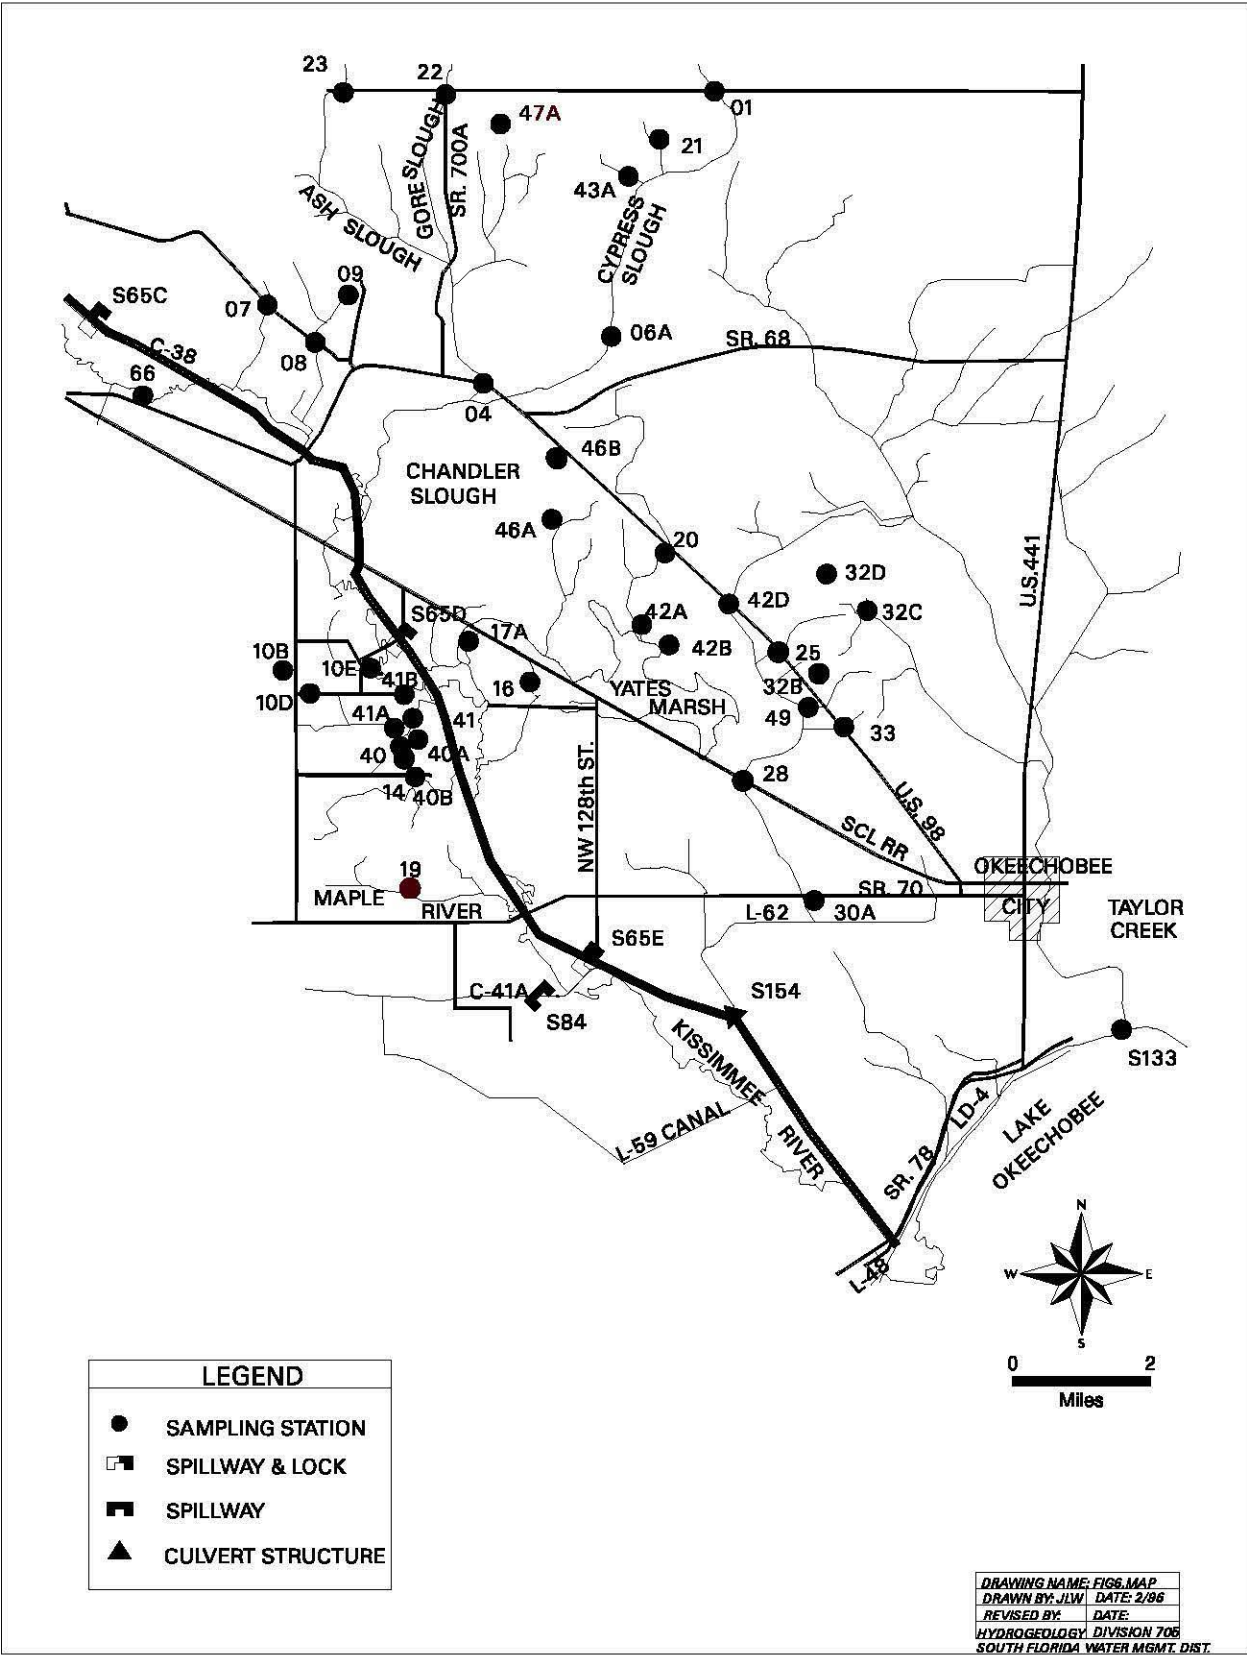 23
22
01
47A
21
43A
GORE SLOUGH
SR. 700A
ASH SLOUGH
CYPRESS
SLOUGH
09
S65C
07
08
06A
SR. 68
C-38
66
04
46B
CHANDLER
SLOUGH
46A
20
32D
U.S.441
42D
32C
42A
S65D
17A
42B
25
10B
10E
41B
16
YATES
MARSH
32B
10D
41A
41
49
33
40
40A
28
14
40B
NW 128th ST.
U.S. 98
SCL RR
19
OKEECHOBEE
CITY
MAPLE
RIVER
SR. 70
L-62
30A
TAYLOR
CREEK
S65E
C-41A
S84
S154
S133
KISSIMMEE
RIVER
L-59 CANAL
LD-4
LAKE
OKEECHOBEE
SR. 78
L-48
N
W
E
S
0 2
Miles
LEGEND
SAMPLING STATION
SPILLWAY & LOCK
SPILLWAY
CULVERT STRUCTURE
DRAWING NAME: FIG6.MAP
DRAWN BY: JLW DATE: 2/96
REVISED BY: DATE:
HYDROGEOLOGY DIVISION 705
SOUTH FLORIDA WATER MGMT. DIST.